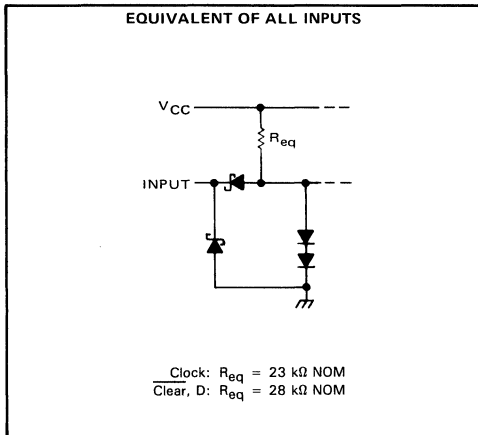 EQUIVALENT OF ALL INPUTS
VCC
Req
INPUT
Clock: Req = 23 kΩ NOM
Clear, D: Req = 28 kΩ NOM